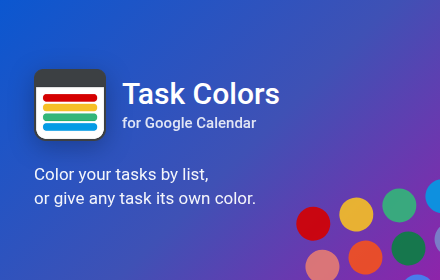 Task Colors
for Google Calendar
Color your tasks by list,
or give any task its own color.